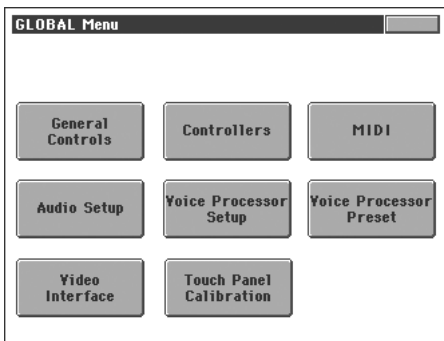 GLOBAL Menu
General
Controls
Controllers
MIDI
Audio Setup
Voice Processor
Setup
Voice Processor
Preset
Video
Interface
Touch Panel
Calibration